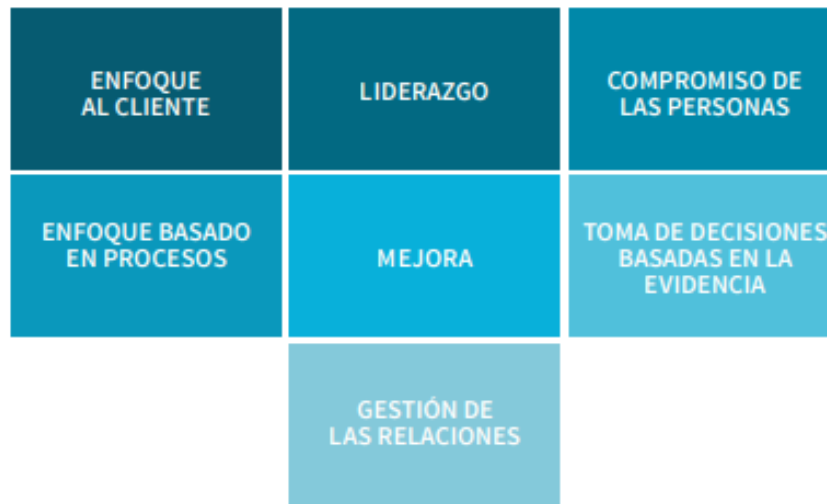 ENFOQUE
AL CLIENTE
LIDERAZGO
COMPROMISO DE
LAS PERSONAS
ENFOQUE BASADO
EN PROCESOS
MEJORA
TOMA DE DECISIONES
BASADAS EN LA
EVIDENCIA
GESTIÓN DE
LAS RELACIONES